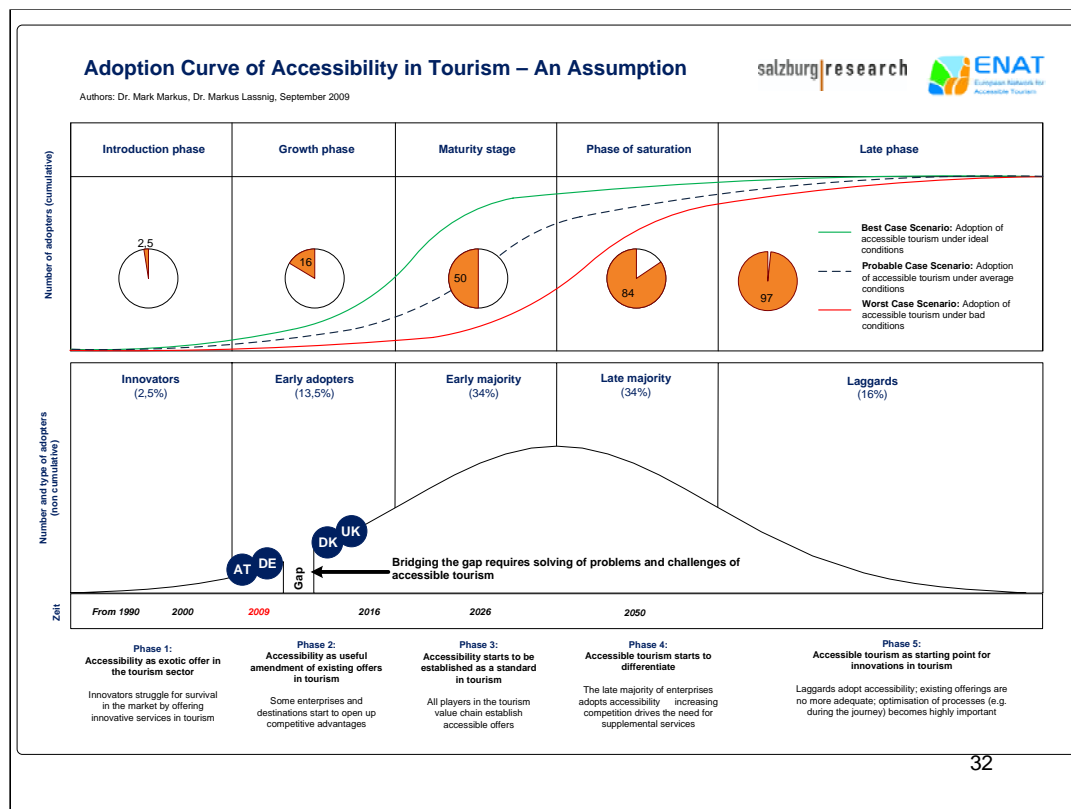 Adoption Curve of Accessibility in Tourism – An Assumption
Authors: Dr. Mark Markus, Dr. Markus Lassnig, September 2009
salzburg|research
ENAT
European Network for
Accessible Tourism
Number of adopters (cumulative)
Introduction phase
Growth phase
Maturity stage
Phase of saturation
Late phase
2,5
16
50
84
97
Best Case Scenario: Adoption of
accessible tourism under ideal
conditions
Probable Case Scenario: Adoption
of accessible tourism under average
conditions
Worst Case Scenario: Adoption of
accessible tourism under bad
conditions
Number and type of adopters
(non cumulative)
Innovators
(2,5%)
Early adopters
(13,5%)
Early majority
(34%)
Late majority
(34%)
Laggards
(16%)
AT
DE
Gap
DK
UK
Bridging the gap requires solving of problems and challenges of
accessible tourism
Zeit
From 1990
2000
2009
2016
2026
2050
Phase 1:
Accessibility as exotic offer in
the tourism sector
Innovators struggle for survival
in the market by offering
innovative services in tourism
Phase 2:
Accessibility as useful
amendment of existing offers
in tourism
Some enterprises and
destinations start to open up
competitive advantages
Phase 3:
Accessibility starts to be
established as a standard
in tourism
All players in the tourism
value chain establish
accessible offers
Phase 4:
Accessible tourism starts to
differentiate
The late majority of enterprises
adopts accessibility increasing
competition drives the need for
supplemental services
Phase 5:
Accessible tourism as starting point for
innovations in tourism
Laggards adopt accessibility; existing offerings are
no more adequate; optimisation of processes (e.g.
during the journey) becomes highly important
32